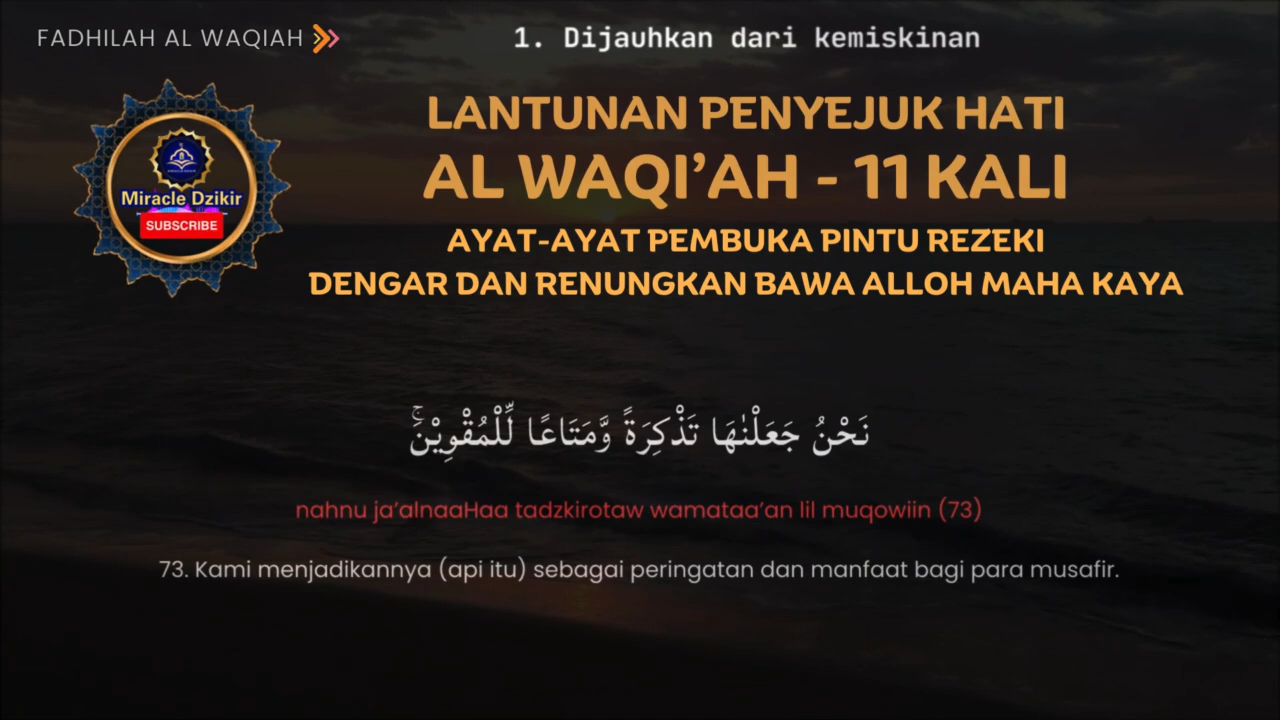 FADHILAH AL WAQIAH
1. Dijauhkan dari kemiskinan
LANTUNAN PENYEJUK HATI
AL WAQI’AH - 11 KALI
AYAT-AYAT PEMBUKA PINTU REZEKI
DENGAR DAN RENUNGKAN BAWA ALLOH MAHA KAYA
Miracle Dzikir
SUBSCRIBE
نَحْنُ جَعَلْنٰهَا تَذْكِرَةً وَّمَتَاعًا لِّلْمُقْوِيْنَۚ
nahnu ja’alnaaHaa tadzkirotaw wamataa’an lil muqowiin (73)
73. Kami menjadikannya (api itu) sebagai peringatan dan manfaat bagi para musafir.